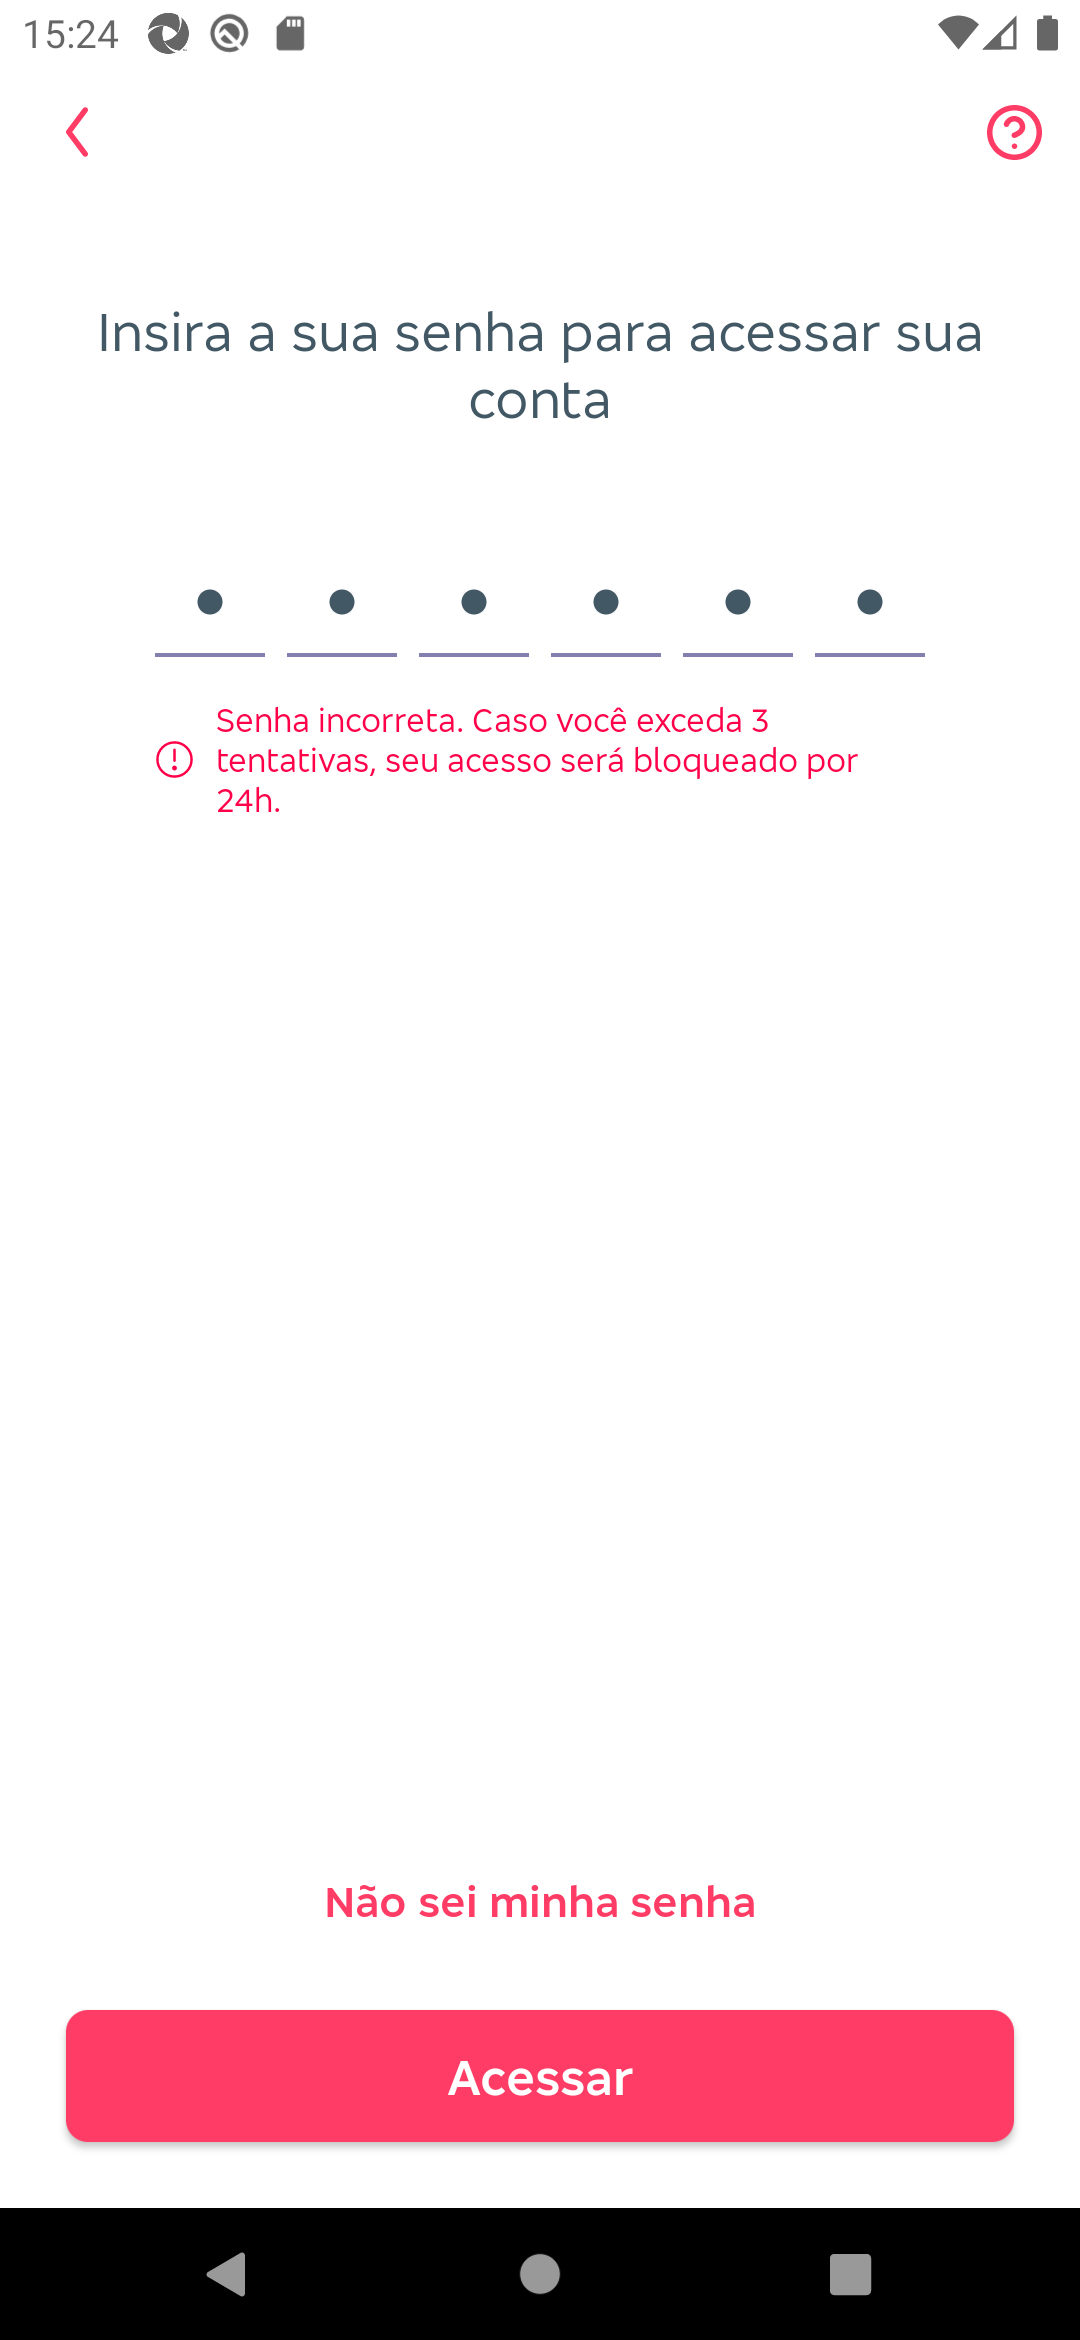 15:24
Insira a sua senha para acessar sua
conta
Senha incorreta. Caso você exceda 3
tentativas, seu acesso será bloqueado por
24h.
Não sei minha senha
Acessar